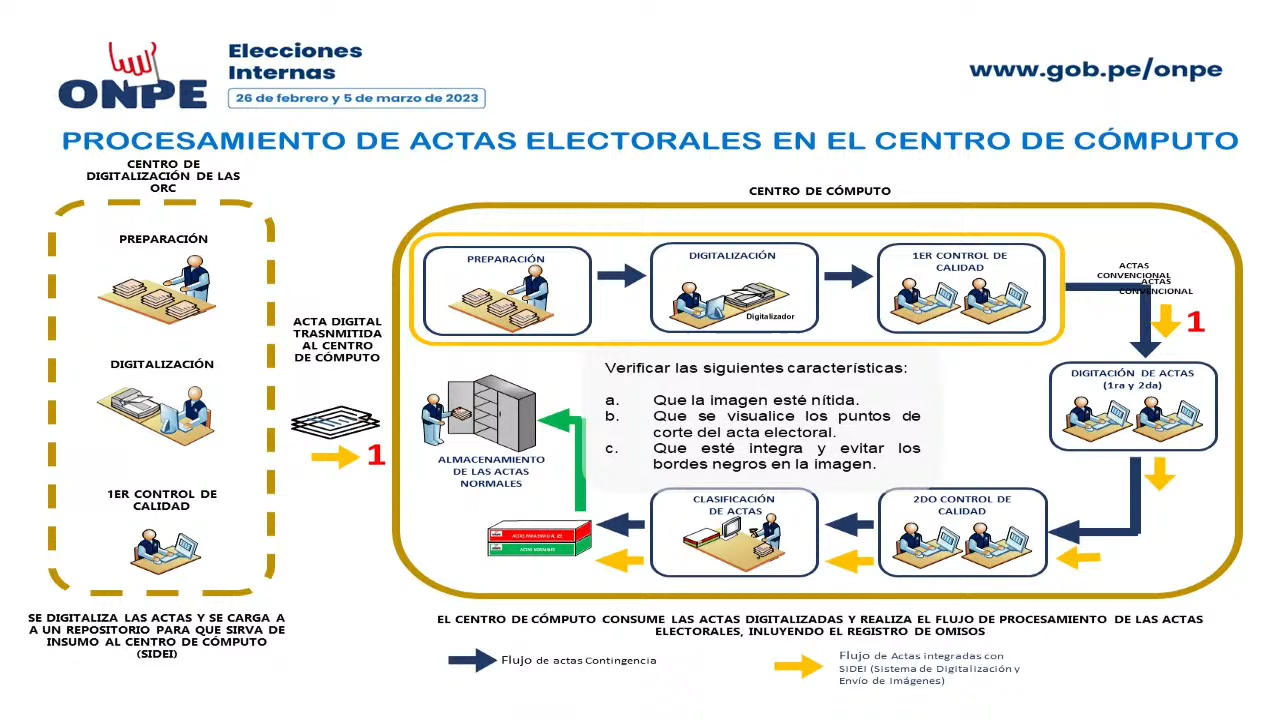 ONPE
Elecciones
Internas
26 de febrero y 5 de marzo de 2023
www.gob.pe/onpe
PROCESAMIENTO DE ACTAS ELECTORALES EN EL CENTRO DE CÓMPUTO
CENTRO DE
DIGITALIZACIÓN DE LAS
ORC
PREPARACIÓN
DIGITALIZACIÓN
1ER CONTROL DE
CALIDAD
SE DIGITALIZA LAS ACTAS Y SE CARGA A
A UN REPOSITORIO PARA QUE SIRVA DE
INSUMO AL CENTRO DE CÓMPUTO
(SIDEI)
ACTA DIGITAL
TRASNMITIDA
AL CENTRO
DE CÓMPUTO
1
CENTRO DE CÓMPUTO
PREPARACIÓN
DIGITALIZACIÓN
Digitalizador
1ER CONTROL DE
CALIDAD
ACTAS
CONVENCIONAL
ACTAS
CONVENCIONAL
1
DIGITACIÓN DE ACTAS
(1ra y 2da)
Verificar las siguientes características:
a. Que la imagen esté nítida.
b. Que se visualice los puntos de
corte del acta electoral.
c. Que esté integra y evitar los
bordes negros en la imagen.
ALMACENAMIENTO
DE LAS ACTAS
NORMALES
CLASIFICACIÓN
DE ACTAS
2DO CONTROL DE
CALIDAD
ACTAS NORMALES
EL CENTRO DE CÓMPUTO CONSUME LAS ACTAS DIGITALIZADAS Y REALIZA EL FLUJO DE PROCESAMIENTO DE LAS ACTAS
ELECTORALES, INLUYENDO EL REGISTRO DE OMISOS
Flujo de actas Contingencia
Flujo de Actas integradas con
SIDEI (Sistema de Digitalización y
Envío de Imágenes)